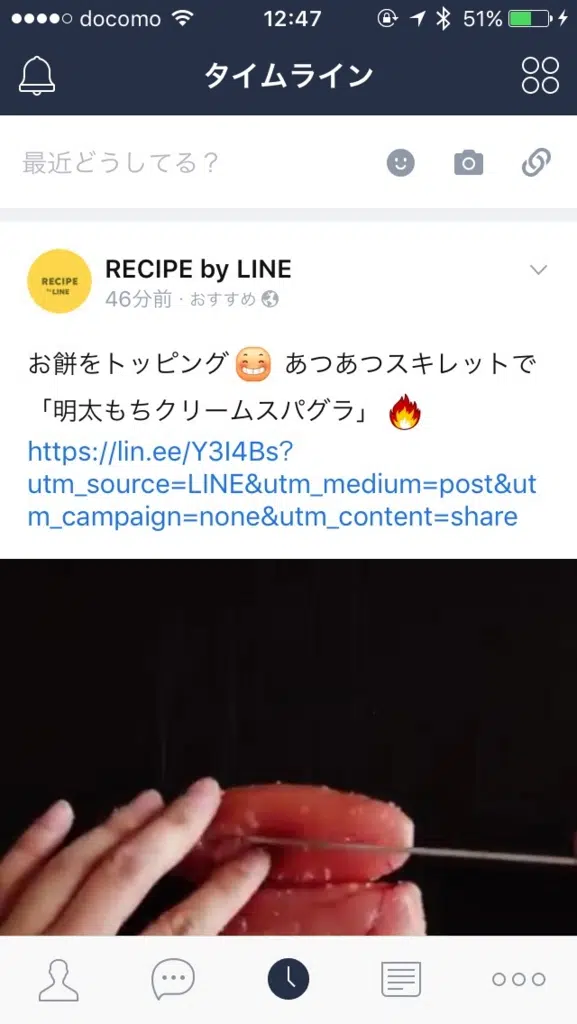 docomo 12:47 51%
タイムライン
最近どうしてる？
RECIPE by LINE
RECIPE
by LINE
46分前・おすすめ
お餅をトッピング😁 あつあつスキレットで
「明太もちクリームスパグラ」🔥
https://lin.ee/Y3I4Bs?
utm_source=LINE&utm_medium=post&ut
m_campaign=none&utm_content=share